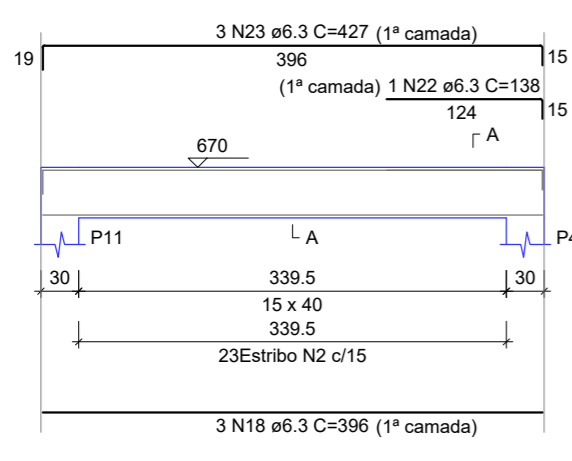 3 N23 ø6.3 C=427 (1ª camada)
19 396 15
(1ª camada) 1 N22 ø6.3 C=138
124 15
A
670
P11 A
30 339.5 30
15 x 40
339.5
23Estribo N2 c/15
3 N18 ø6.3 C=396 (1ª camada)